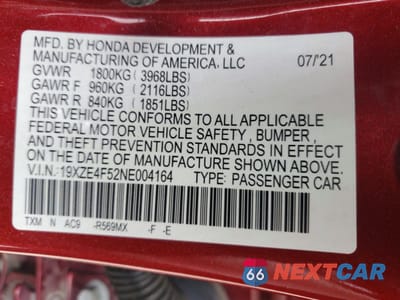 MFD. BY HONDA DEVELOPMENT &
MANUFACTURING OF AMERICA, LLC 07/'21
GVWR 1800KG (3968LBS)
GAWR F 960KG (2116LBS)
GAWR R 840KG (1851LBS)
THIS VEHICLE CONFORMS TO ALL APPLICABLE
FEDERAL MOTOR VEHICLE SAFETY, BUMPER,
AND THEFT PREVENTION STANDARDS IN EFFECT
ON THE DATE OF MANUFACTURE SHOWN ABOVE.
V.I.N.:19XZE4F52NE004164 TYPE: PASSENGER CAR
TXM N AC9 -R569MX -F -E
66 NEXTCAR